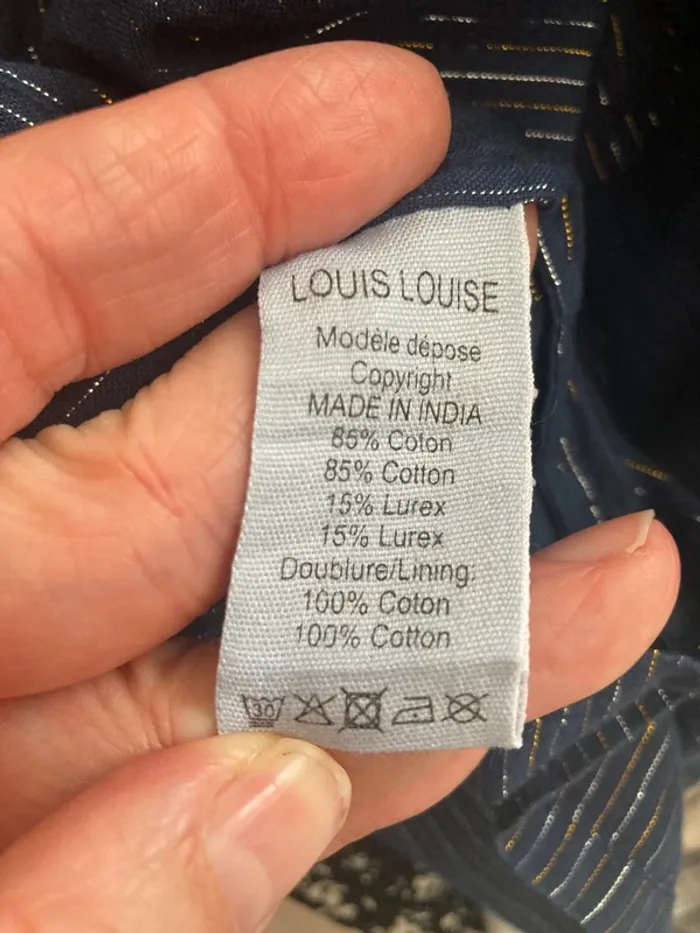 LOUIS LOUISE
Modèle déposé
Copyright
MADE IN INDIA
85% Coton
85% Cotton
15% Lurex
15% Lurex
Doublure/Lining:
100% Coton
100% Cotton
30